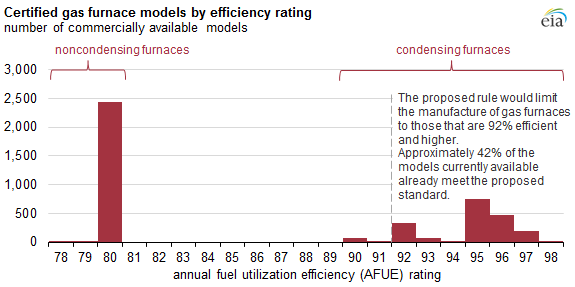 Certified gas furnace models by efficiency rating
number of commercially available models
eia
noncondensing furnaces
condensing furnaces
3,000
2,500
2,000
1,500
1,000
500
0
The proposed rule would limit
the manufacture of gas furnaces
to those that are 92% efficient
and higher.
Approximately 42% of the
models currently available
already meet the proposed
standard.
78 79 80 81 82 83 84 85 86 87 88 89 90 91 92 93 94 95 96 97 98
annual fuel utilization efficiency (AFUE) rating